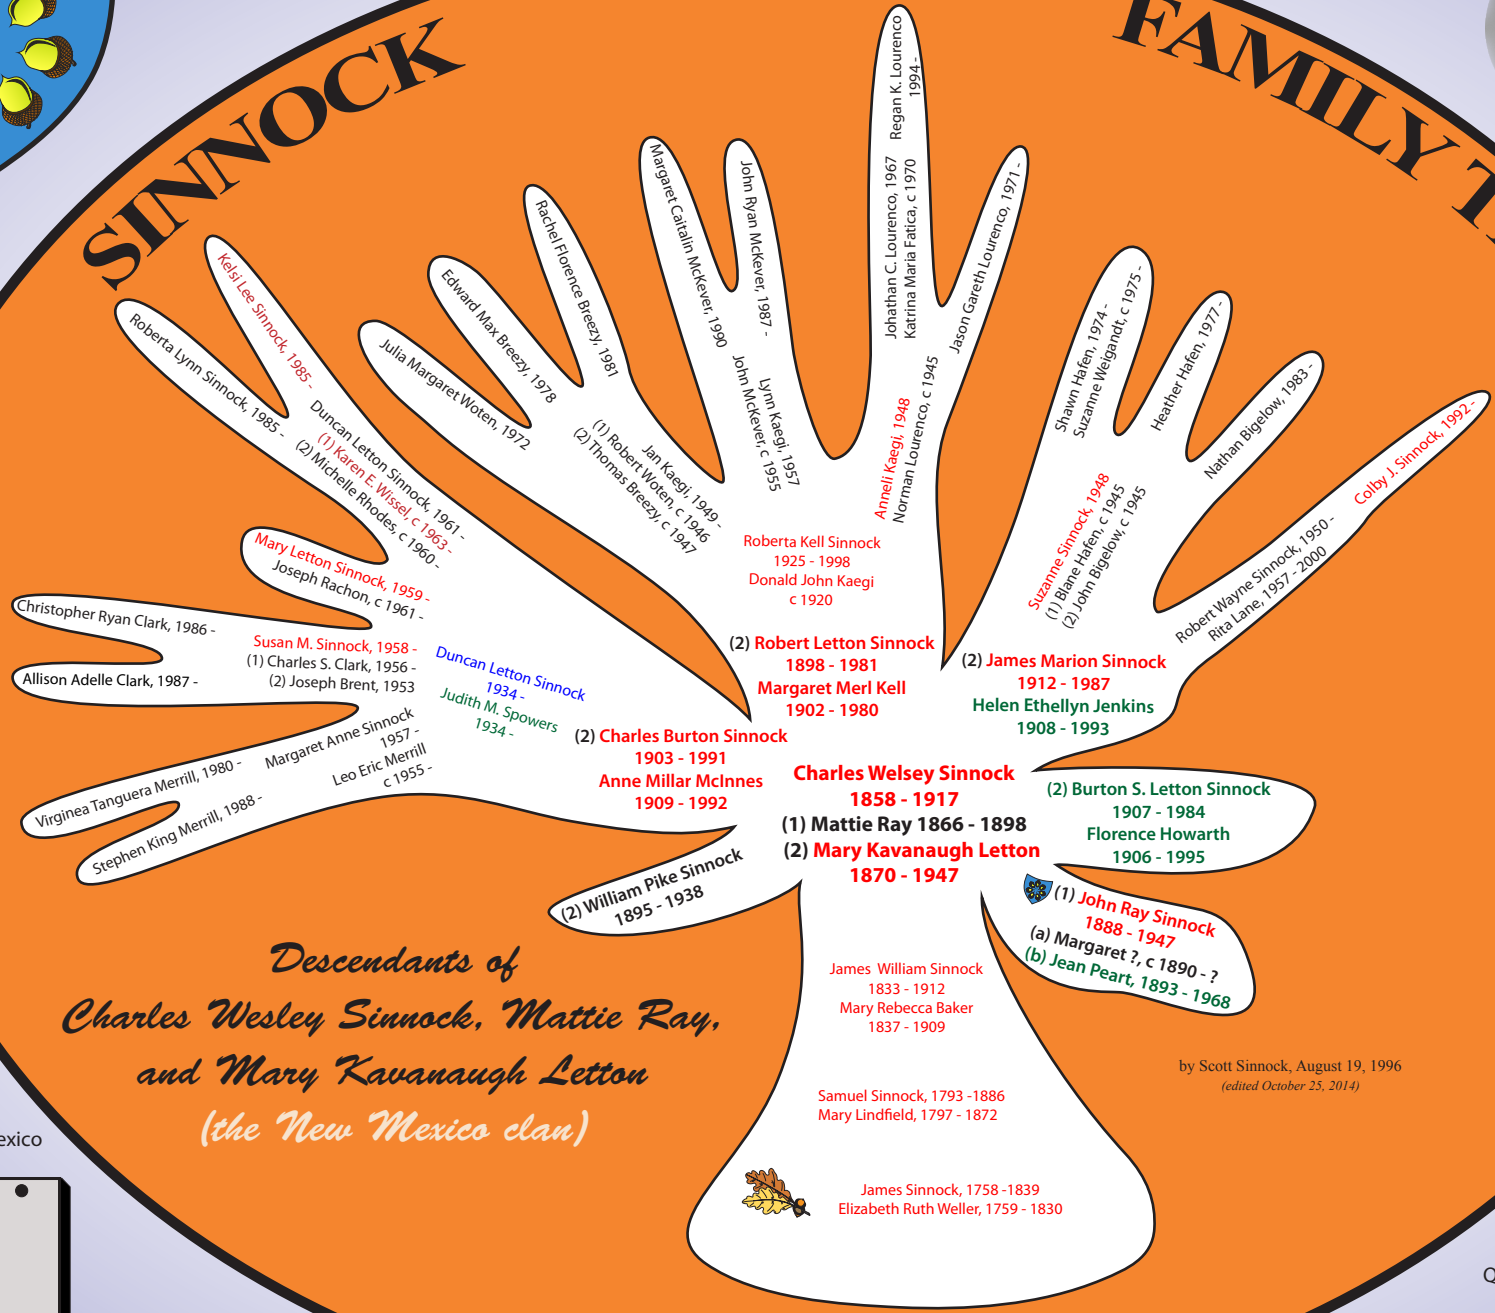 SINNOCK
FAMILY T
Regan K. Lourenco
1994 -
Johathan C. Lourenco, 1967
Katrina Maria Fatica, c 1970
Jason Gareth Lourenco, 1971 -
Anneli Kaegi, 1948
Norman Lourenco, c 1945
Margaret Caitalin McKever, 1990
John Ryan McKever, 1987 -
Lynn Kaegi, 1957
John McKever, c 1955
Rachel Florence Breezy, 1981
Edward Max Breezy, 1978
Julia Margaret Woten, 1972
Jan Kaegi, 1949 -
(1) Robert Woten, c 1946
(2) Thomas Breezy, c 1947
Roberta Kell Sinnock
1925 - 1998
Donald John Kaegi
c 1920
(2) Robert Letton Sinnock
1898 - 1981
Margaret Merl Kell
1902 - 1980
Kelsi Lee Sinnock, 1985 -
Roberta Lynn Sinnock, 1985 -
Duncan Letton Sinnock, 1961 -
(1) Karen E. Wissel, c 1963 -
(2) Michelle Rhodes, c 1960 -
Mary Letton Sinnock, 1959 -
Joseph Rachon, c 1961 -
Christopher Ryan Clark, 1986 -
Allison Adelle Clark, 1987 -
Susan M. Sinnock, 1958 -
(1) Charles S. Clark, 1956 -
(2) Joseph Brent, 1953
Margaret Anne Sinnock
1957 -
Leo Eric Merrill
c 1955 -
Virginea Tanguera Merrill, 1980 -
Stephen King Merrill, 1988 -
Duncan Letton Sinnock
1934 -
Judith M. Spowers
1934 -
(2) Charles Burton Sinnock
1903 - 1991
Anne Millar McInnes
1909 - 1992
Shawn Hafen, 1974 -
Suzanne Weigandt, c 1975 -
Heather Hafen, 1977 -
Nathan Bigelow, 1983 -
Suzanne Sinnock, 1948
(1) Blane Hafen, c 1945
(2) John Bigelow, c 1945
Colby J. Sinnock, 1992 -
Robert Wayne Sinnock, 1950 -
Rita Lane, 1957 - 2000
(2) James Marion Sinnock
1912 - 1987
Helen Ethellyn Jenkins
1908 - 1993
Charles Welsey Sinnock
1858 - 1917
(1) Mattie Ray 1866 - 1898
(2) Mary Kavanaugh Letton
1870 - 1947
(2) Burton S. Letton Sinnock
1907 - 1984
Florence Howarth
1906 - 1995
(1) John Ray Sinnock
1888 - 1947
(a) Margaret ?, c 1890 - ?
(b) Jean Peart, 1893 - 1968
(2) William Pike Sinnock
1895 - 1938
James William Sinnock
1833 - 1912
Mary Rebecca Baker
1837 - 1909
Samuel Sinnock, 1793 -1886
Mary Lindfield, 1797 - 1872
James Sinnock, 1758 -1839
Elizabeth Ruth Weller, 1759 - 1830
Descendants of
Charles Wesley Sinnock, Mattie Ray,
and Mary Kavanaugh Letton
(the New Mexico clan)
by Scott Sinnock, August 19, 1996
(edited October 25, 2014)
exico
Q